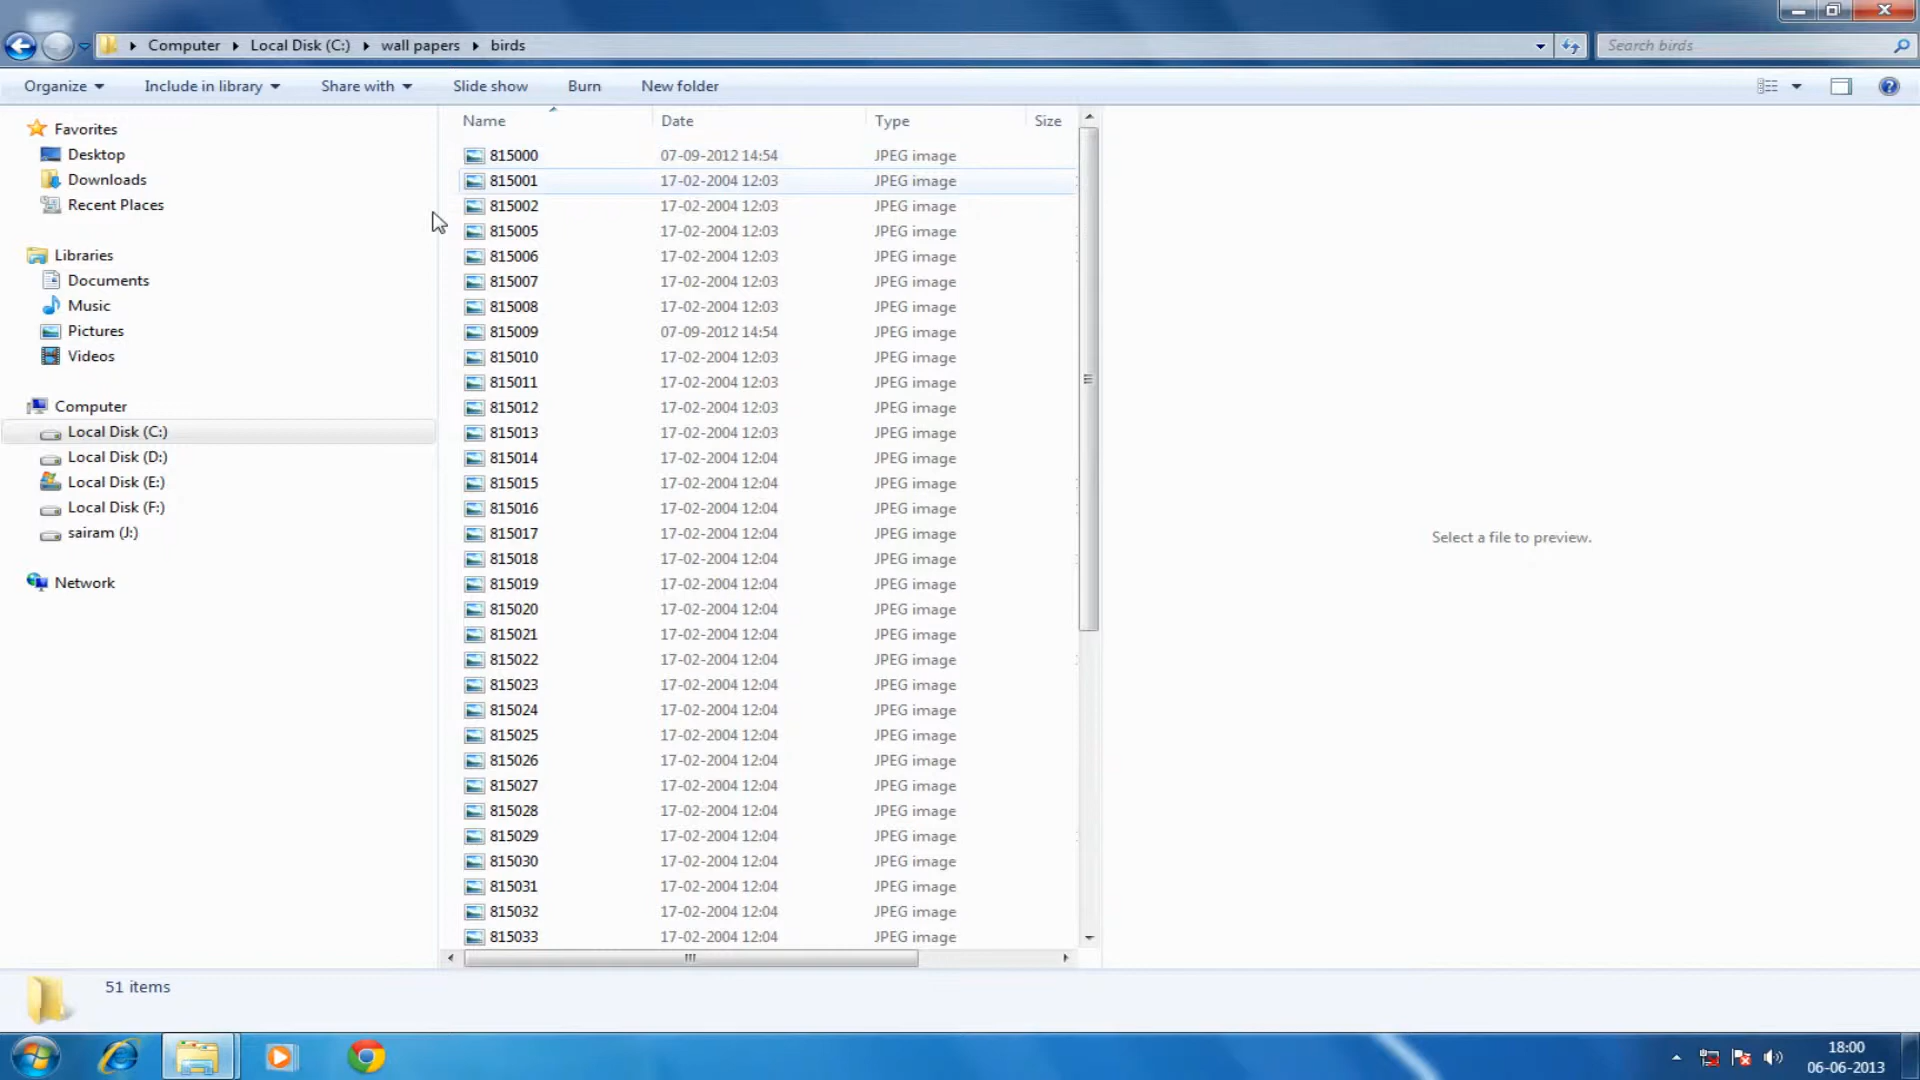 Computer Local Disk (C:) wall papers birds Search birds
Organize Include in library Share with Slide show Burn New folder
Favorites
Desktop
Downloads
Recent Places
Libraries
Documents
Music
Pictures
Videos
Computer
Local Disk (C:)
Local Disk (D:)
Local Disk (E:)
Local Disk (F:)
sairam (J:)
Network
Name Date Type Size
815000 07-09-2012 14:54 JPEG image
815001 17-02-2004 12:03 JPEG image
815002 17-02-2004 12:03 JPEG image
815005 17-02-2004 12:03 JPEG image
815006 17-02-2004 12:03 JPEG image
815007 17-02-2004 12:03 JPEG image
815008 17-02-2004 12:03 JPEG image
815009 07-09-2012 14:54 JPEG image
815010 17-02-2004 12:03 JPEG image
815011 17-02-2004 12:03 JPEG image
815012 17-02-2004 12:03 JPEG image
815013 17-02-2004 12:03 JPEG image
815014 17-02-2004 12:04 JPEG image
815015 17-02-2004 12:04 JPEG image
815016 17-02-2004 12:04 JPEG image
815017 17-02-2004 12:04 JPEG image
815018 17-02-2004 12:04 JPEG image
815019 17-02-2004 12:04 JPEG image
815020 17-02-2004 12:04 JPEG image
815021 17-02-2004 12:04 JPEG image
815022 17-02-2004 12:04 JPEG image
815023 17-02-2004 12:04 JPEG image
815024 17-02-2004 12:04 JPEG image
815025 17-02-2004 12:04 JPEG image
815026 17-02-2004 12:04 JPEG image
815027 17-02-2004 12:04 JPEG image
815028 17-02-2004 12:04 JPEG image
815029 17-02-2004 12:04 JPEG image
815030 17-02-2004 12:04 JPEG image
815031 17-02-2004 12:04 JPEG image
815032 17-02-2004 12:04 JPEG image
815033 17-02-2004 12:04 JPEG image
Select a file to preview.
51 items
18:00
06-06-2013